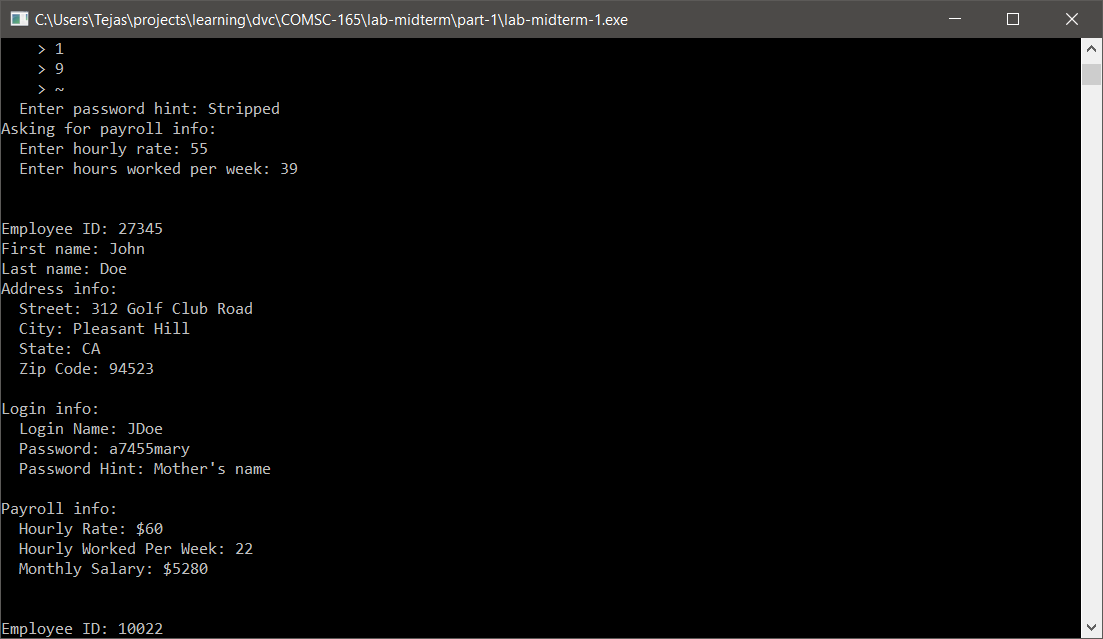 C:\Users\Tejas\projects\learning\dvc\COMSC-165\lab-midterm\part-1\lab-midterm-1.exe
> 1
> 9
> ~
Enter password hint: Stripped
Asking for payroll info:
Enter hourly rate: 55
Enter hours worked per week: 39
Employee ID: 27345
First name: John
Last name: Doe
Address info:
Street: 312 Golf Club Road
City: Pleasant Hill
State: CA
Zip Code: 94523
Login info:
Login Name: JDoe
Password: a7455mary
Password Hint: Mother's name
Payroll info:
Hourly Rate: $60
Hourly Worked Per Week: 22
Monthly Salary: $5280
Employee ID: 10022